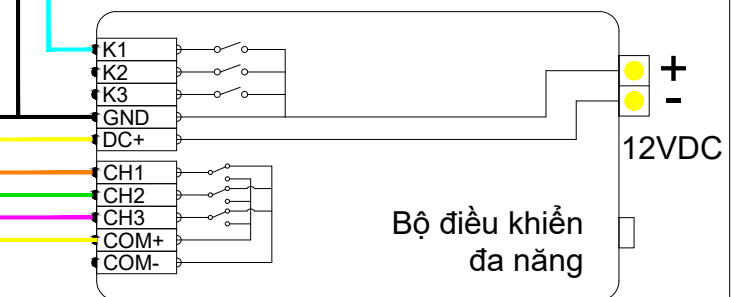 K1
K2
K3
GND
DC+
CH1
CH2
CH3
COM+
COM-
+
-
12VDC
Bộ điều khiển
đa năng